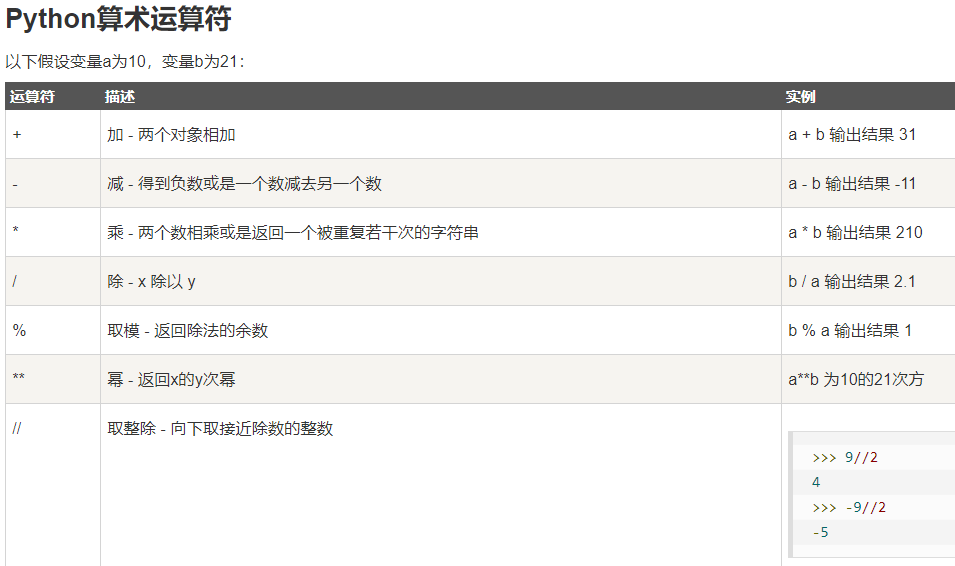 Python算术运算符
以下假设变量a为10，变量b为21：
运算符 描述 实例
+ 加 - 两个对象相加 a + b 输出结果 31
- 减 - 得到负数或是一个数减去另一个数 a - b 输出结果 -11
* 乘 - 两个数相乘或是返回一个被重复若干次的字符串 a * b 输出结果 210
/ 除 - x 除以 y b / a 输出结果 2.1
% 取模 - 返回除法的余数 b % a 输出结果 1
** 幂 - 返回x的y次幂 a**b 为10的21次方
// 取整除 - 向下取接近除数的整数
>>> 9//2
4
>>> -9//2
-5